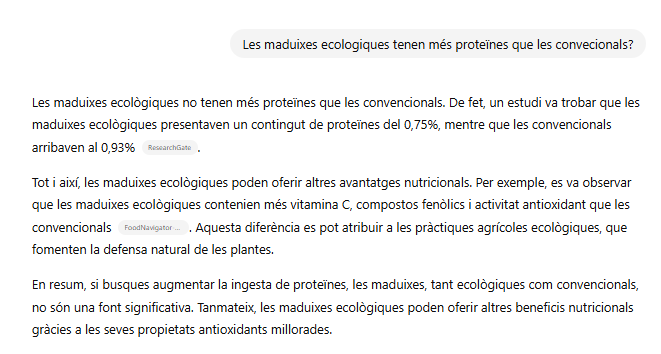 Les maduixes ecologiques tenen més proteïnes que les convecionals?
Les maduixes ecològiques no tenen més proteïnes que les convencionals. De fet, un estudi va trobar que les
maduixes ecològiques presentaven un contingut de proteïnes del 0,75%, mentre que les convencionals
arribaven al 0,93% ResearchGate .
Tot i així, les maduixes ecològiques poden oferir altres avantatges nutricionals. Per exemple, es va observar
que les maduixes ecològiques contenien més vitamina C, compostos fenòlics i activitat antioxidant que les
convencionals FoodNavigator-... . Aquesta diferència es pot atribuir a les pràctiques agrícoles ecològiques, que
fomenten la defensa natural de les plantes.
En resum, si busques augmentar la ingesta de proteïnes, les maduixes, tant ecològiques com convencionals,
no són una font significativa. Tanmateix, les maduixes ecològiques poden oferir altres beneficis nutricionals
gràcies a les seves propietats antioxidants millorades.